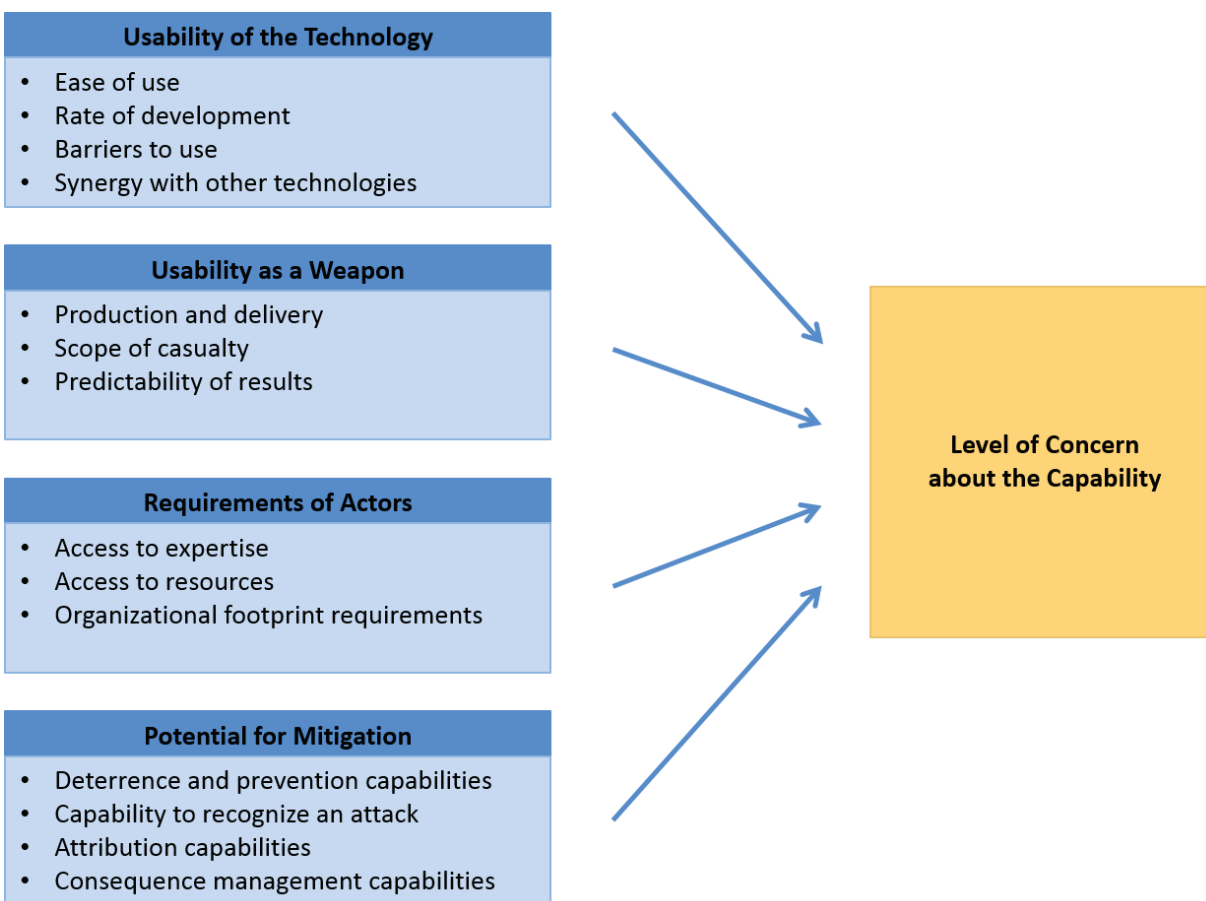 Usability of the Technology
• Ease of use
• Rate of development
• Barriers to use
• Synergy with other technologies
Usability as a Weapon
• Production and delivery
• Scope of casualty
• Predictability of results
Requirements of Actors
• Access to expertise
• Access to resources
• Organizational footprint requirements
Potential for Mitigation
• Deterrence and prevention capabilities
• Capability to recognize an attack
• Attribution capabilities
• Consequence management capabilities
Level of Concern
about the Capability